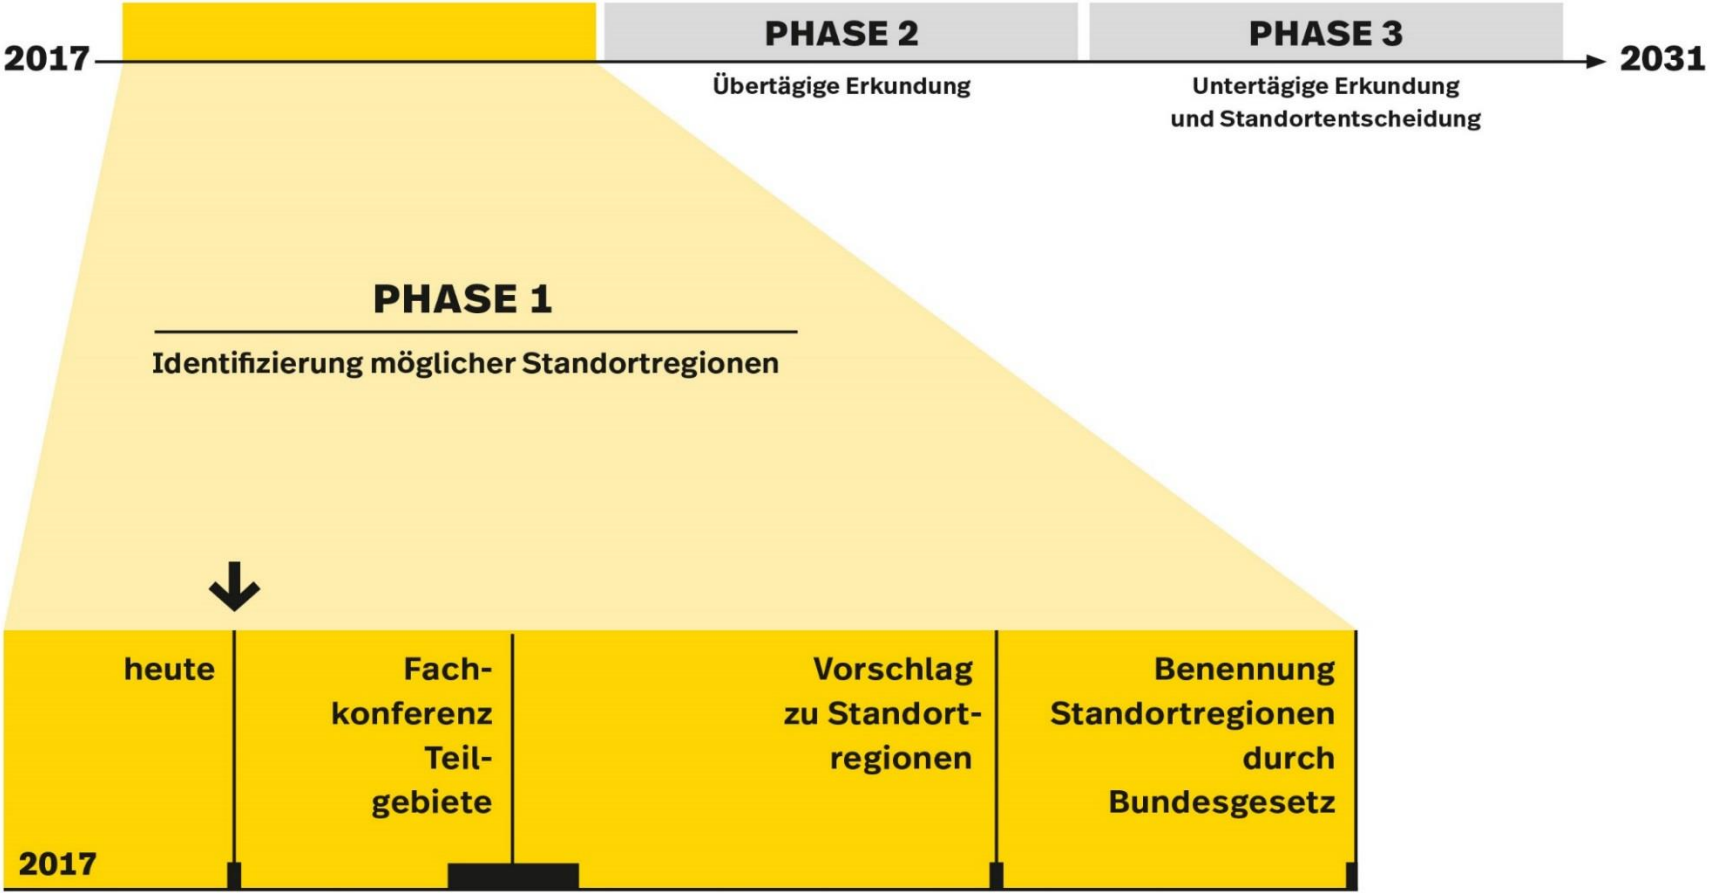 PHASE 2
PHASE 3
2017
2031
Übertägige Erkundung
Untertägige Erkundung
und Standortentscheidung
PHASE 1
Identifizierung möglicher Standortregionen
heute
Fach-
konferenz
Teil-
gebiete
Vorschlag
zu Standort-
regionen
Benennung
Standortregionen
durch
Bundesgesetz
2017